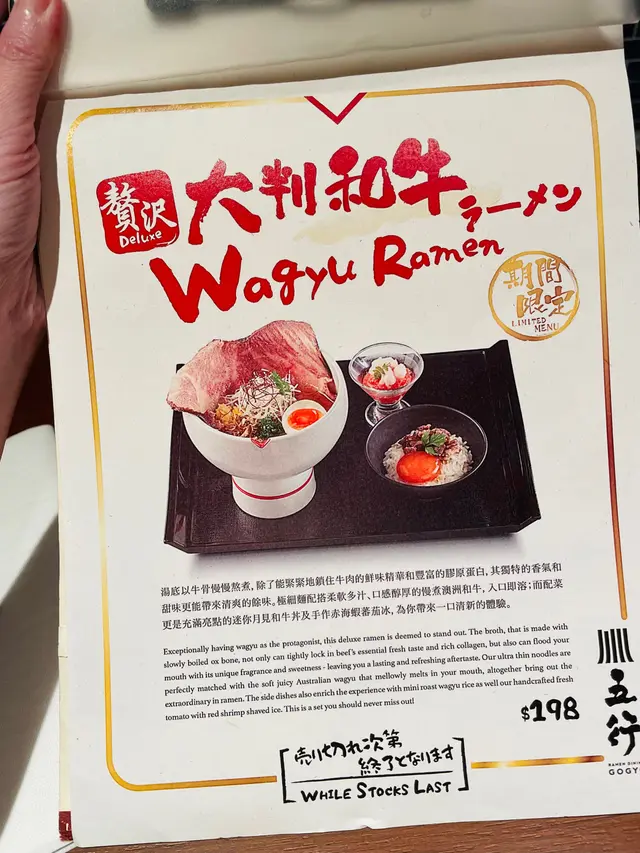 贅沢
Deluxe
大判和牛ラーメン
Wagyu Ramen
期間
限定
LIMITED
MENU
湯底以牛骨慢慢熬煮，除了能緊緊地鎖住牛肉的鮮味精華和豐富的膠原蛋白，其獨特的香氣和
甜味更能帶來清爽的餘味。極細麵配搭柔軟多汁、口感醇厚的慢煮澳洲和牛，入口即溶；而配菜
更是充滿亮點的迷你月見和牛丼及手作赤海蝦蕃茄冰，為你帶來一口清新的體驗。
Exceptionally having wagyu as the protagonist, this deluxe ramen is deemed to stand out. The broth, that is made with
slowly boiled ox bone, not only can tightly lock in beef's essential fresh taste and rich collagen, but also can flood your
mouth with its unique fragrance and sweetness - leaving you a lasting and refreshing aftertaste. Our ultra thin noodles are
perfectly matched with the soft juicy Australian wagyu that mellowly melts in your mouth, altogether bring out the
extraordinary in ramen. The side dishes also enrich the experience with mini roast wagyu rice as well our handcrafted fresh
tomato with red shrimp shaved ice. This is a set you should never miss out!
$198
五行
RAMEN DINI
GOGY
売り切れ次第
終了となります
WHILE STOCKS LAST